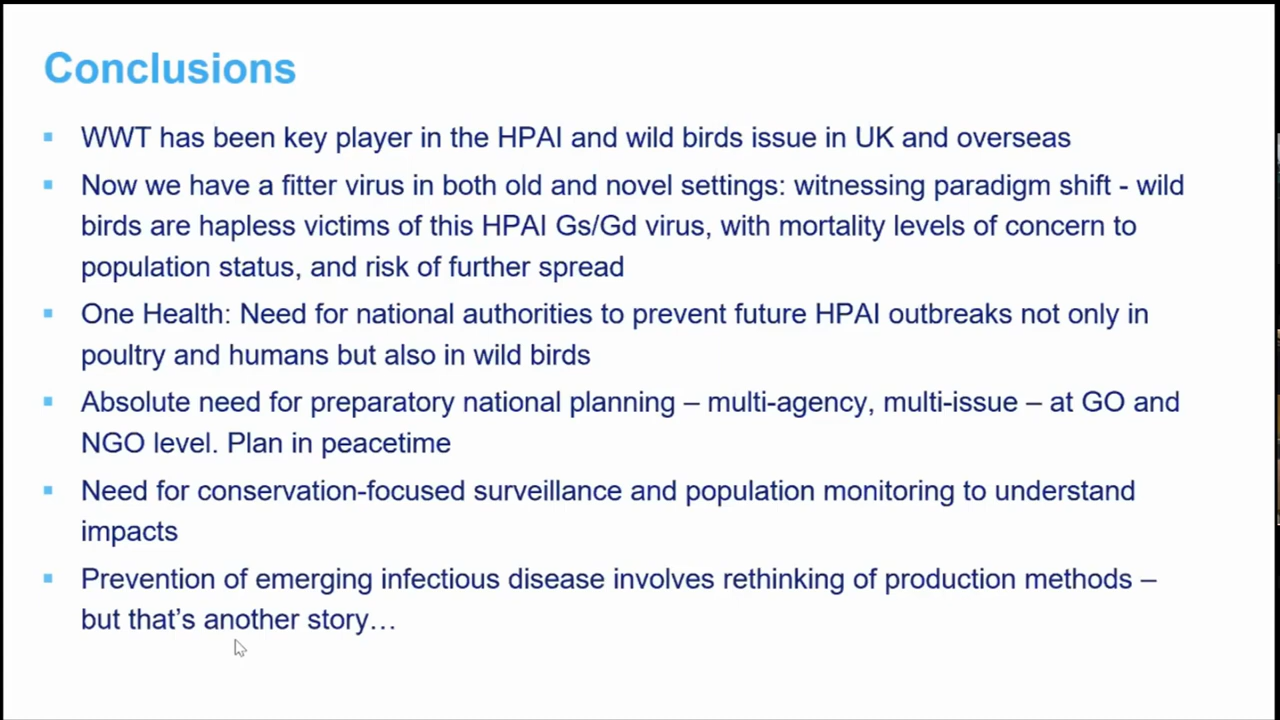 Conclusions
WWT has been key player in the HPAI and wild birds issue in UK and overseas
Now we have a fitter virus in both old and novel settings: witnessing paradigm shift - wild
birds are hapless victims of this HPAI Gs/Gd virus, with mortality levels of concern to
population status, and risk of further spread
One Health: Need for national authorities to prevent future HPAI outbreaks not only in
poultry and humans but also in wild birds
Absolute need for preparatory national planning – multi-agency, multi-issue – at GO and
NGO level. Plan in peacetime
Need for conservation-focused surveillance and population monitoring to understand
impacts
Prevention of emerging infectious disease involves rethinking of production methods –
but that’s another story…